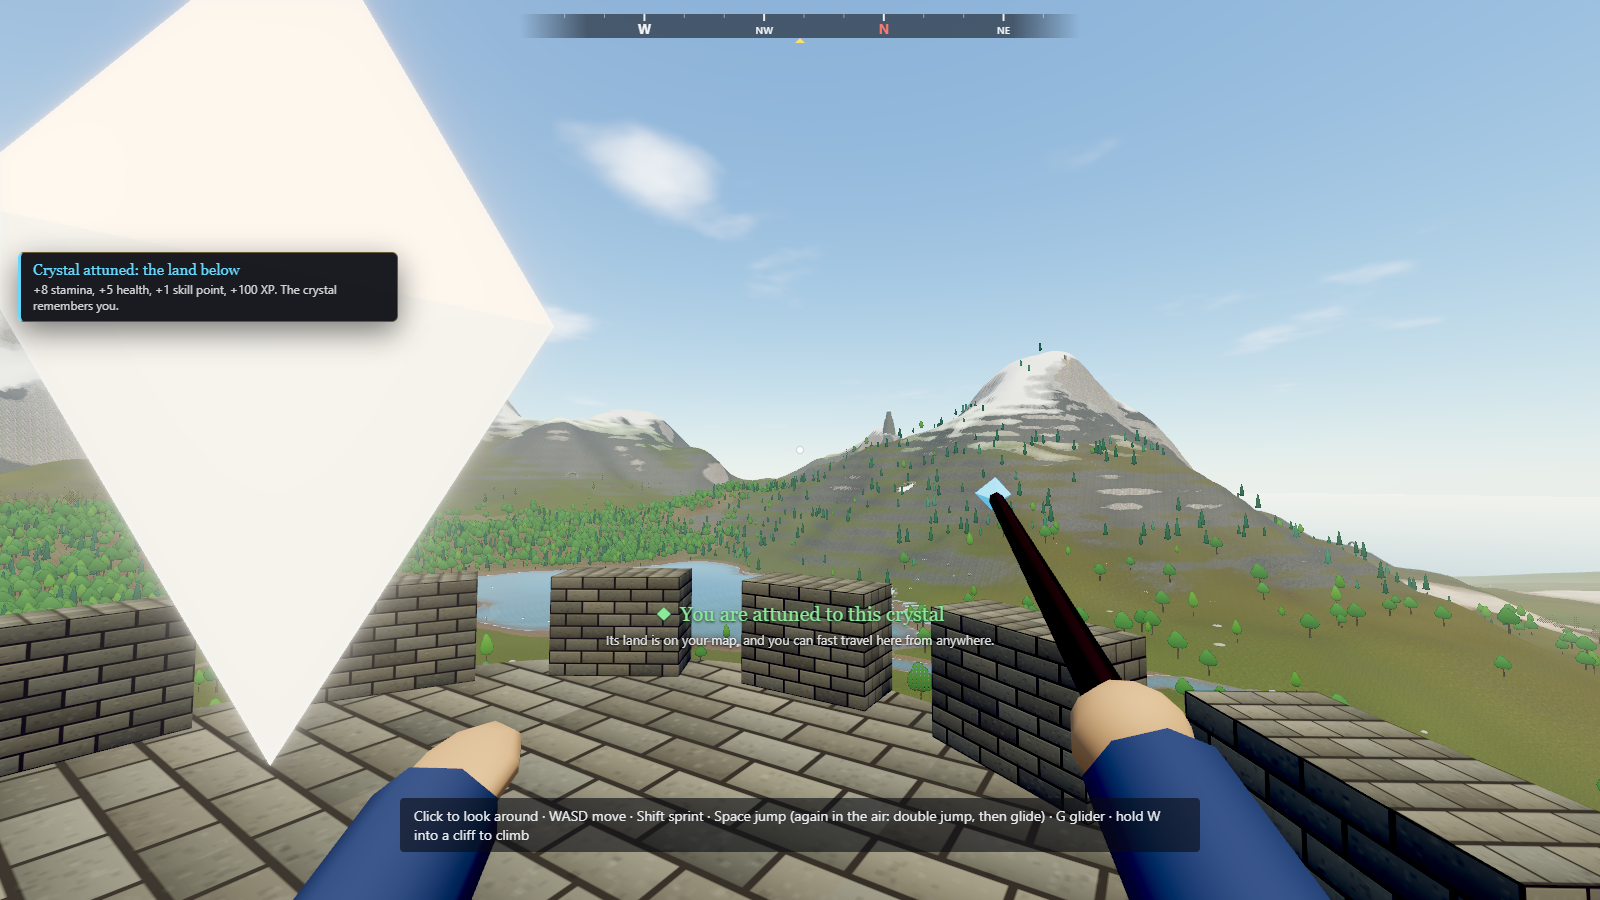 W NW N NE
Crystal attuned: the land below
+8 stamina, +5 health, +1 skill point, +100 XP. The crystal
remembers you.
You are attuned to this crystal
Its land is on your map, and you can fast travel here from anywhere.
Click to look around · WASD move · Shift sprint · Space jump (again in the air: double jump, then glide) · G glider · hold W
into a cliff to climb